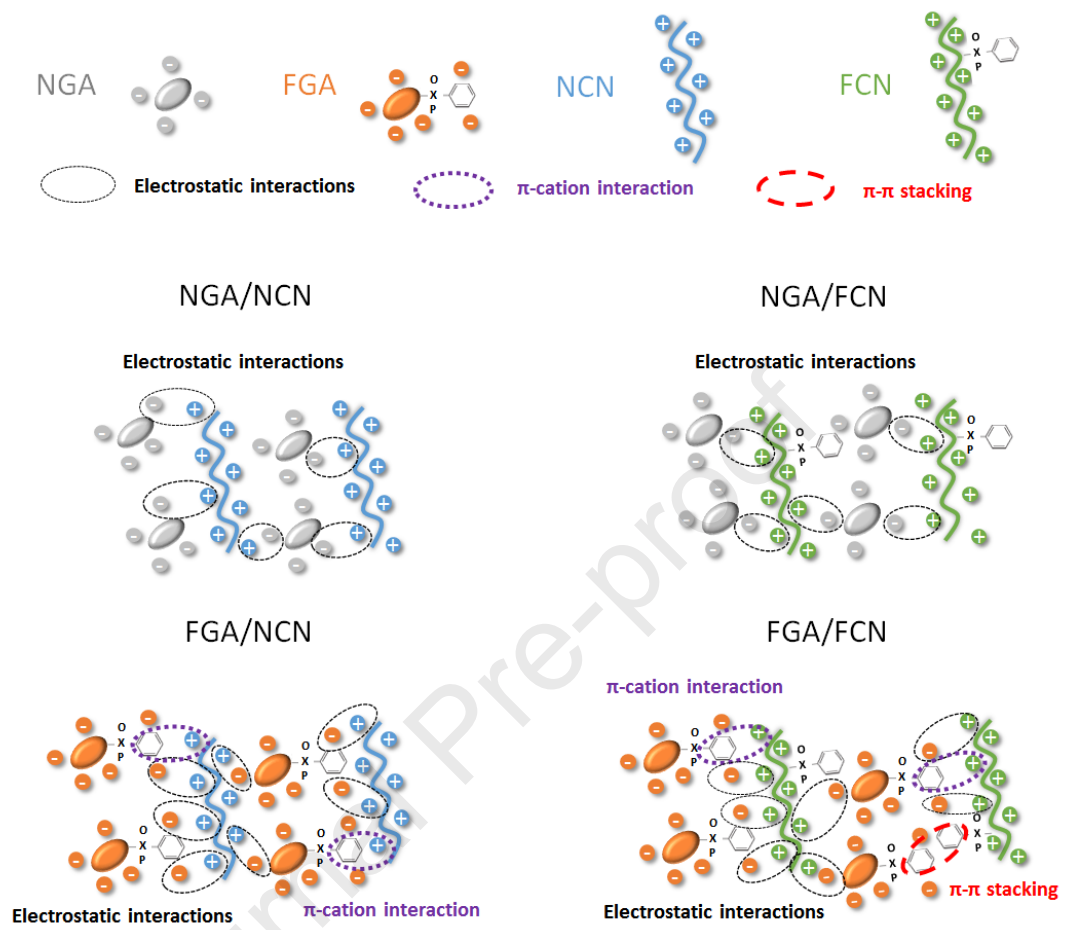 NGA
FGA
O
X
P
NCN
FCN
O
X
P
Electrostatic interactions
π-cation interaction
π-π stacking
NGA/NCN
NGA/FCN
Electrostatic interactions
Electrostatic interactions
O
X
P
O
X
P
FGA/NCN
FGA/FCN
π-cation interaction
O
X
P
O
X
P
O
X
P
O
X
P
Electrostatic interactions
π-cation interaction
O
X
P
O
X
P
O
X
P
O
X
P
O
X
P
O
X
P
π-π stacking
Electrostatic interactions
Pre-proof